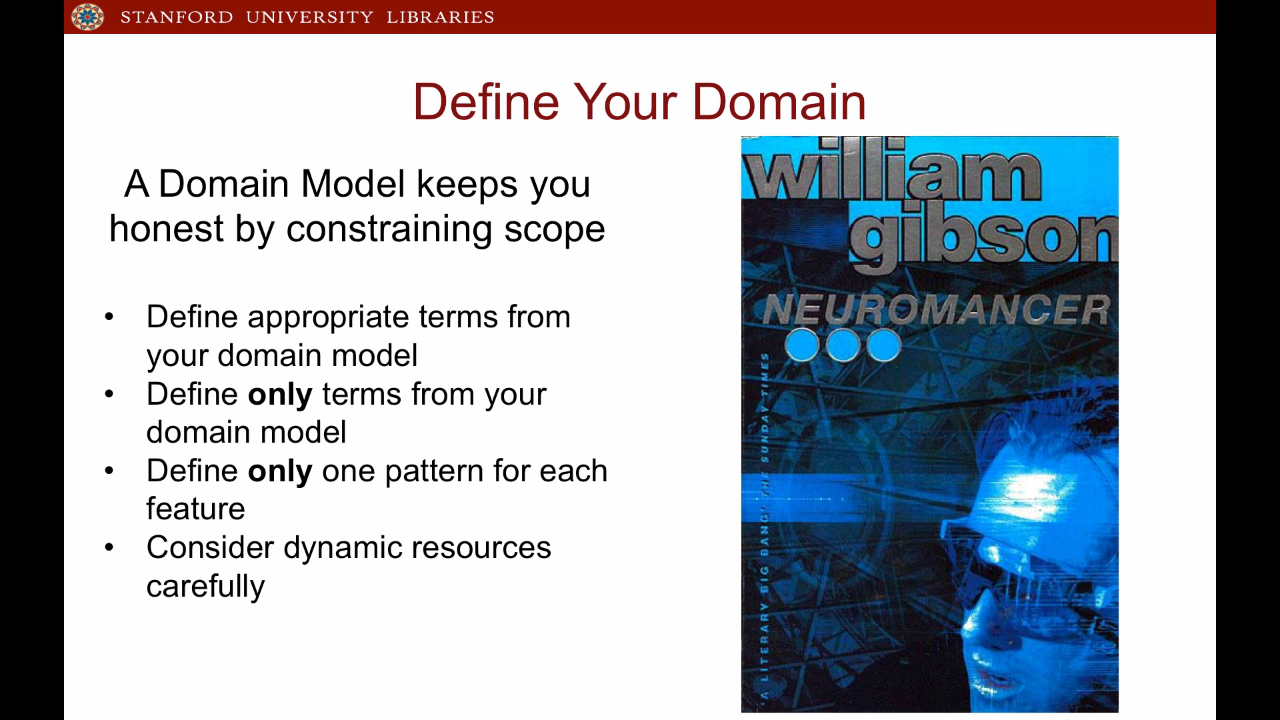 STANFORD UNIVERSITY LIBRARIES
Define Your Domain
A Domain Model keeps you
honest by constraining scope
• Define appropriate terms from
your domain model
• Define only terms from your
domain model
• Define only one pattern for each
feature
• Consider dynamic resources
carefully
william
gibson
NEUROMANCER
'A LITERARY BIG BANG' THE SUNDAY TIMES